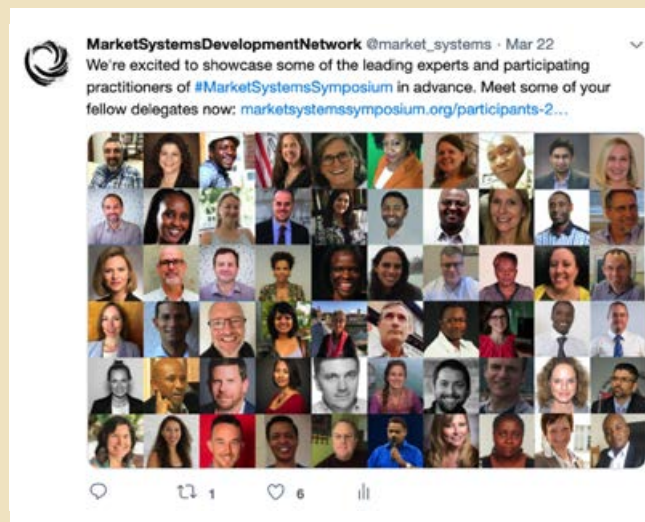 MarketSystemsDevelopmentNetwork @market_systems · Mar 22
We're excited to showcase some of the leading experts and participating
practitioners of #MarketSystemsSymposium in advance. Meet some of your
fellow delegates now: marketsystemssymposium.org/participants-2...
1 6